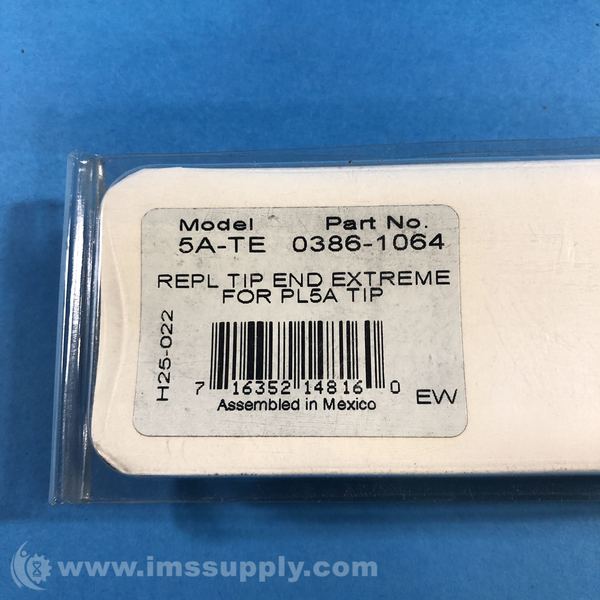 Model Part No.
5A-TE 0386-1064
REPL TIP END EXTREME
FOR PL5A TIP
H25-022
7 16352 14816 0
Assembled in Mexico
EW
www.imssupply.com